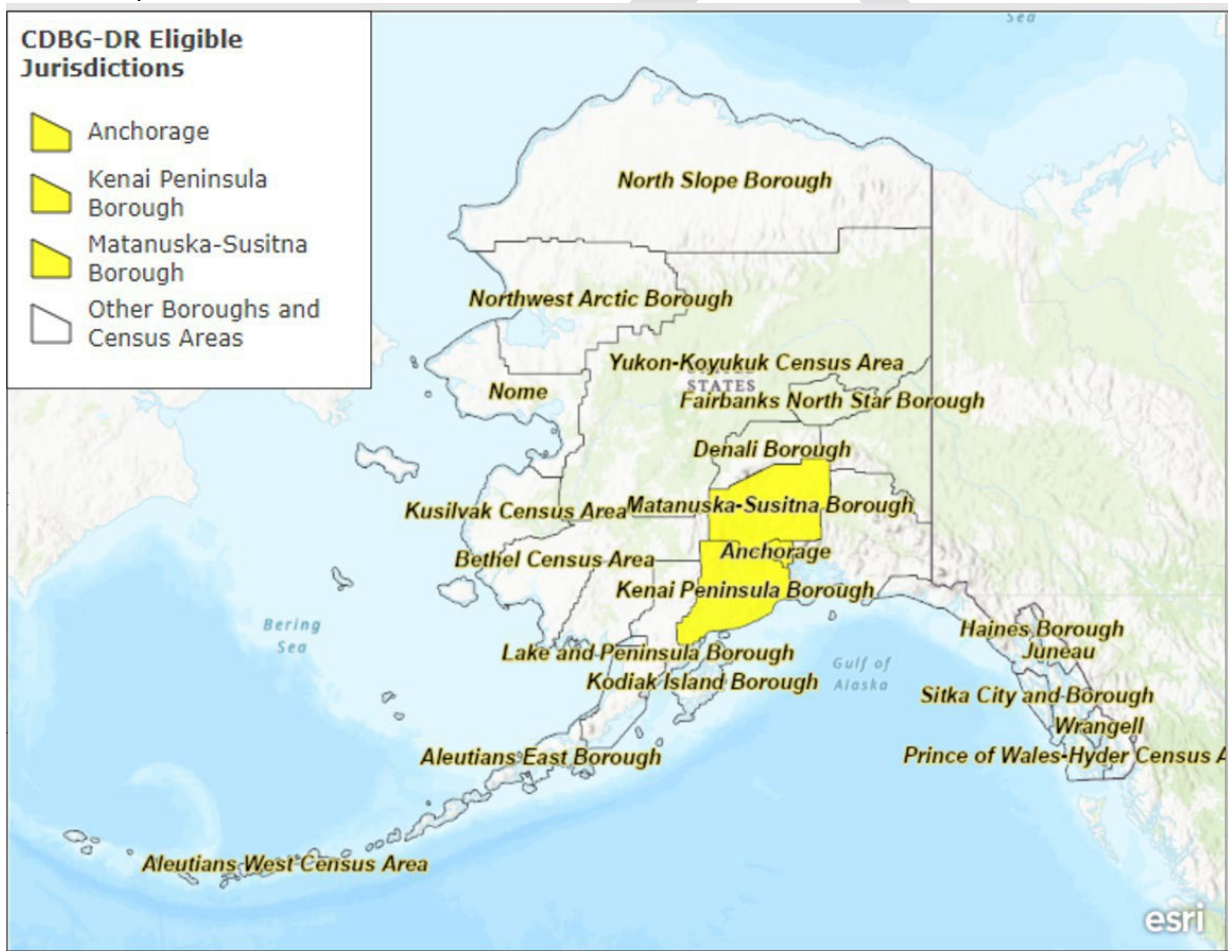 CDBG-DR Eligible
Jurisdictions
Anchorage
Kenai Peninsula
Borough
Matanuska-Susitna
Borough
Other Boroughs and
Census Areas
Sea
North Slope Borough
Northwest Arctic Borough
Yukon-Koyukuk Census Area
STATES
Nome
Fairbanks North Star Borough
Denali Borough
Kusilvak Census Area
Matanuska-Susitna Borough
Anchorage
Bethel Census Area
Kenai Peninsula Borough
Bering
Sea
Haines Borough
Juneau
Lake and Peninsula Borough
Gulf of
Alaska
Kodiak Island Borough
Sitka City and Borough
Wrangell
Aleutians East Borough
Prince of Wales-Hyder Census A
Aleutians West Census Area
esri